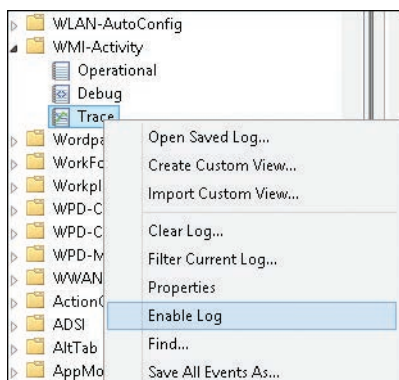 WLAN-AutoConfig
WMI-Activity
Operational
Debug
Trace
Wordpa
WorkFo
Workpl
WPD-C
WPD-C
WPD-M
WWAN
Action
ADSI
AltTab
AppMo
Open Saved Log...
Create Custom View...
Import Custom View...
Clear Log...
Filter Current Log...
Properties
Enable Log
Find...
Save All Events As...